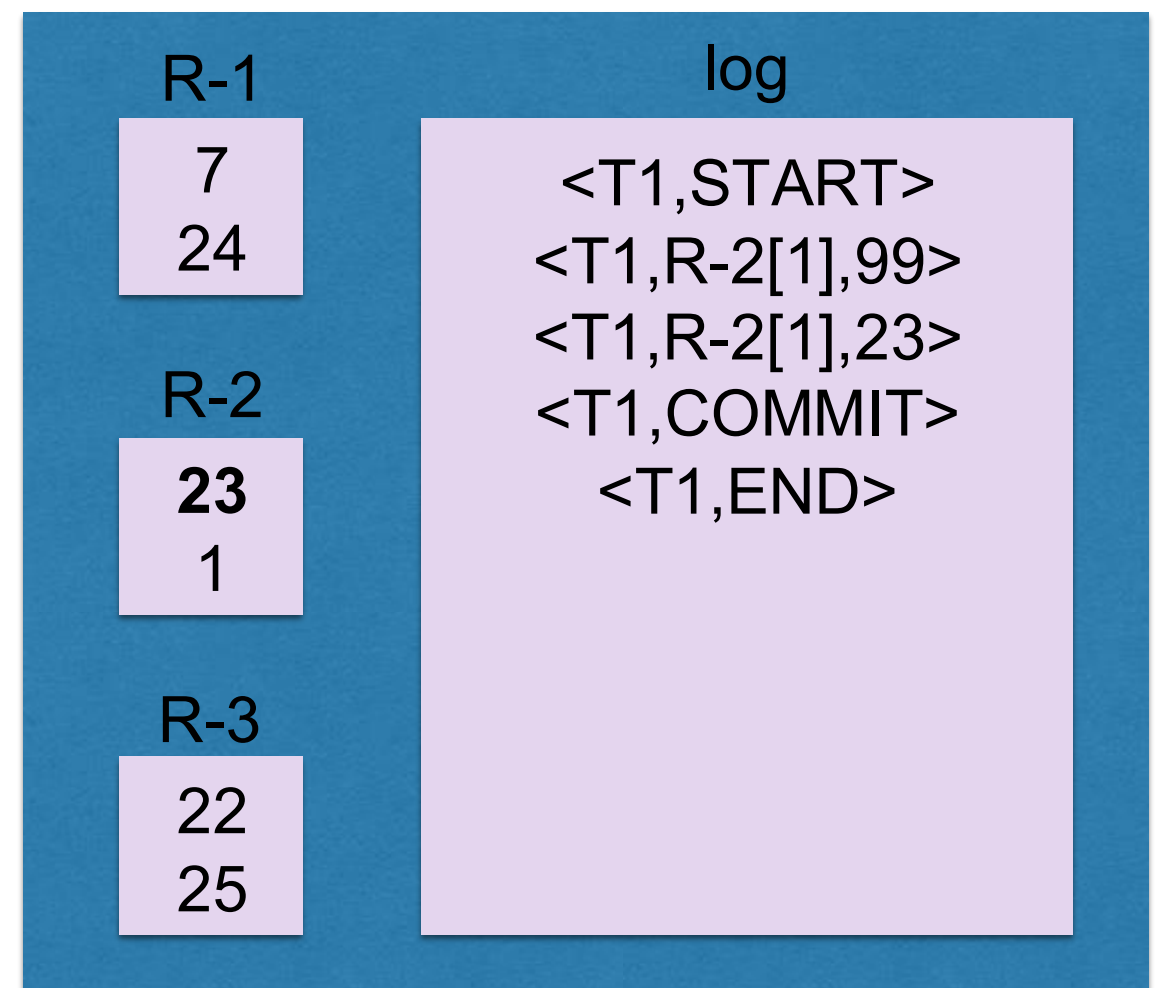 R-1
7
24
R-2
23
1
R-3
22
25
log
<T1,START>
<T1,R-2[1],99>
<T1,R-2[1],23>
<T1,COMMIT>
<T1,END>